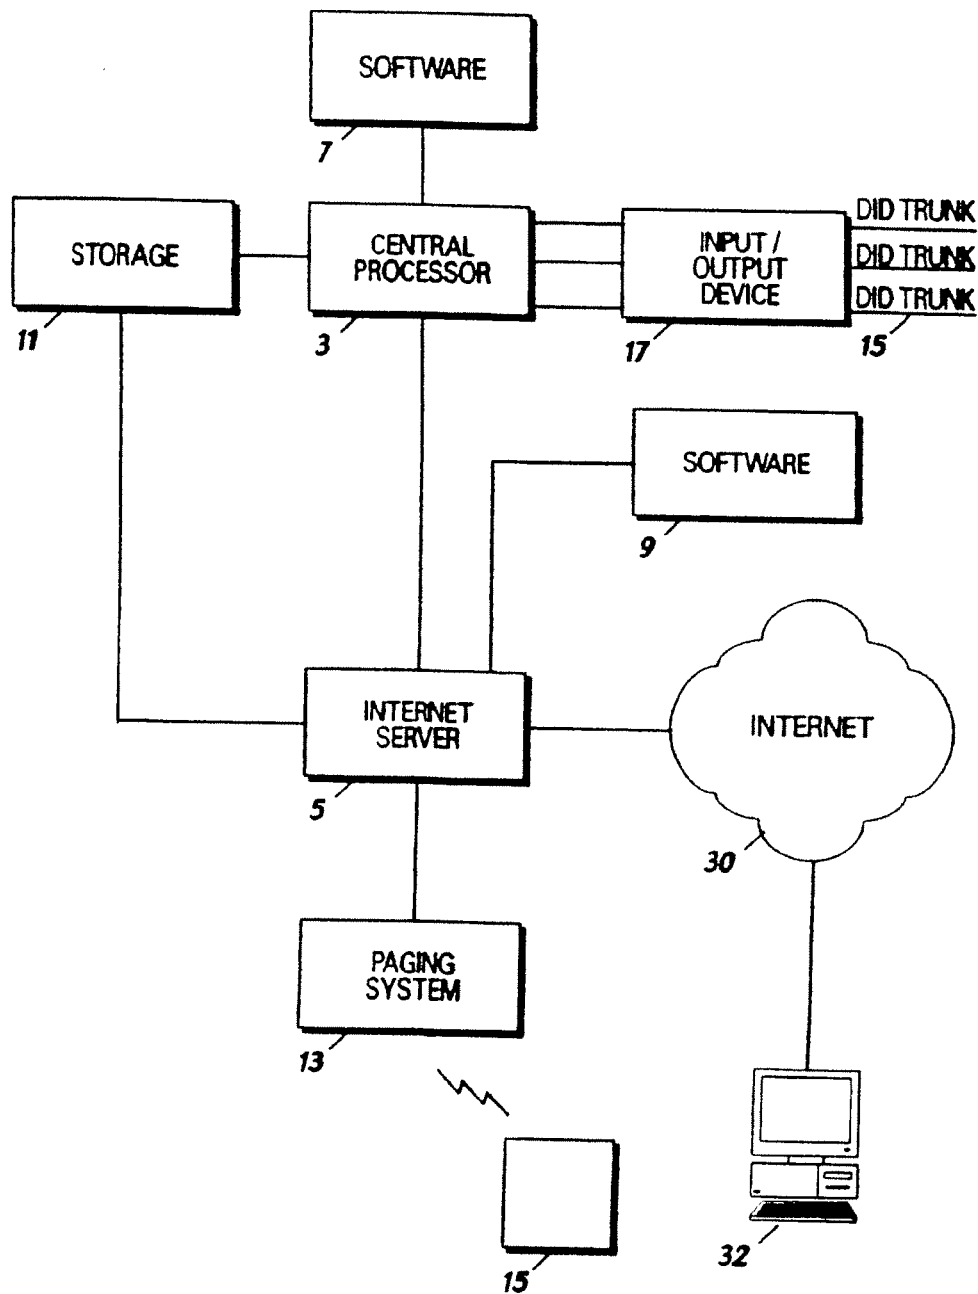 SOFTWARE
7
STORAGE
11
CENTRAL
PROCESSOR
3
INPUT /
OUTPUT
DEVICE
17
DID TRUNK
DID TRUNK
DID TRUNK
15
SOFTWARE
9
INTERNET
SERVER
5
INTERNET
30
PAGING
SYSTEM
13
15
32